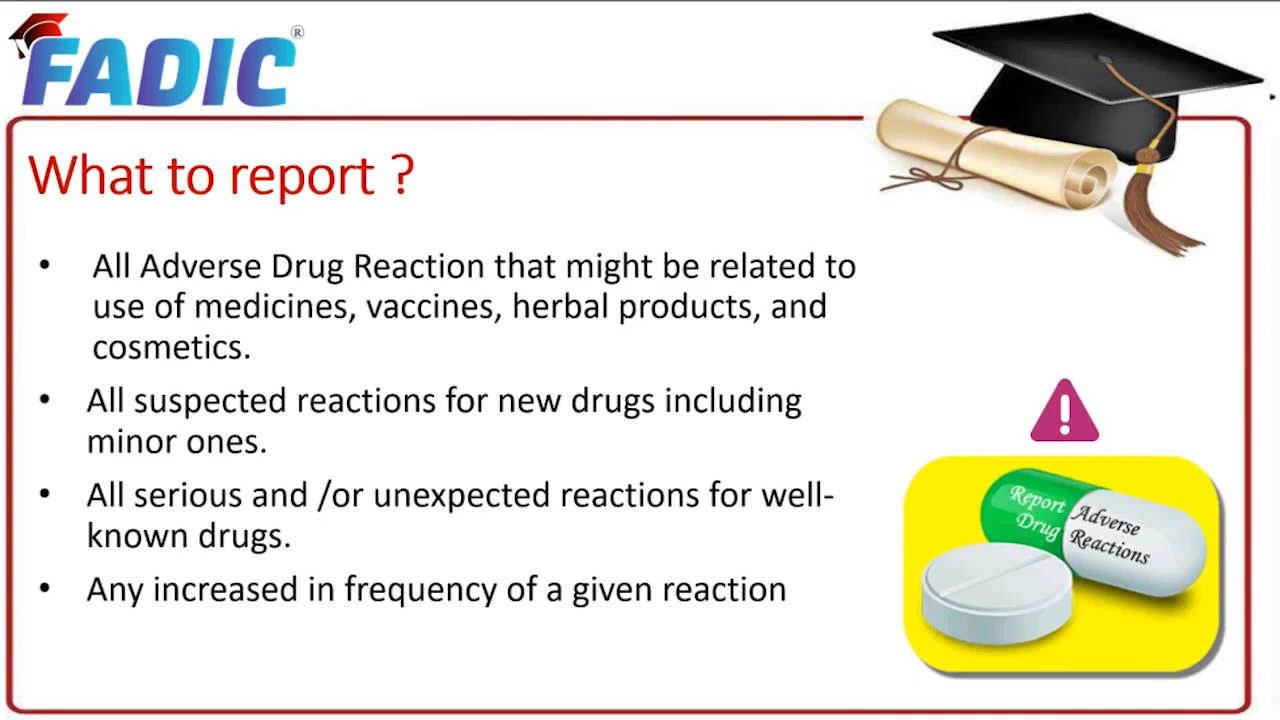 FADIC®
What to report ?
• All Adverse Drug Reaction that might be related to
use of medicines, vaccines, herbal products, and
cosmetics.
• All suspected reactions for new drugs including
minor ones.
• All serious and /or unexpected reactions for well-
known drugs.
• Any increased in frequency of a given reaction
Report
Drug
Adverse
Reactions